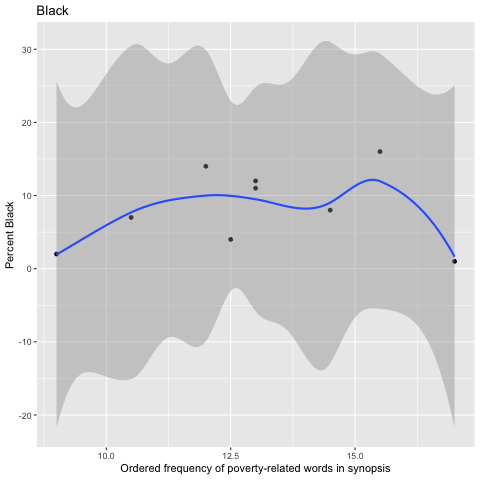 Black
30
20
10
0
-10
-20
Percent Black
10.0 12.5 15.0
Ordered frequency of poverty-related words in synopsis